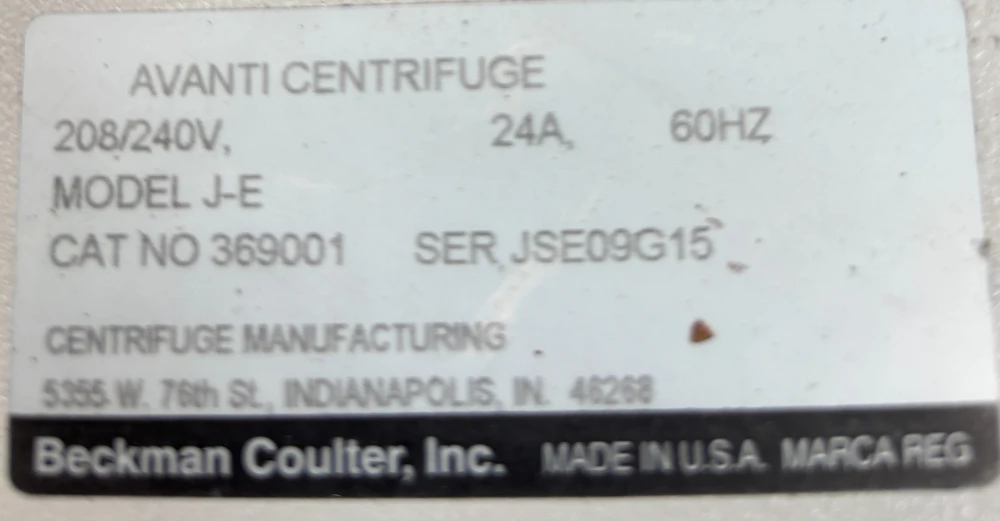 AVANTI CENTRIFUGE
208/240V, 24A, 60HZ
MODEL J-E
CAT NO 369001 SER JSE09G15
CENTRIFUGE MANUFACTURING
5355 W. 76th St., INDIANAPOLIS, IN. 46268
Beckman Coulter, Inc. MADE IN U.S.A. MARCA REG